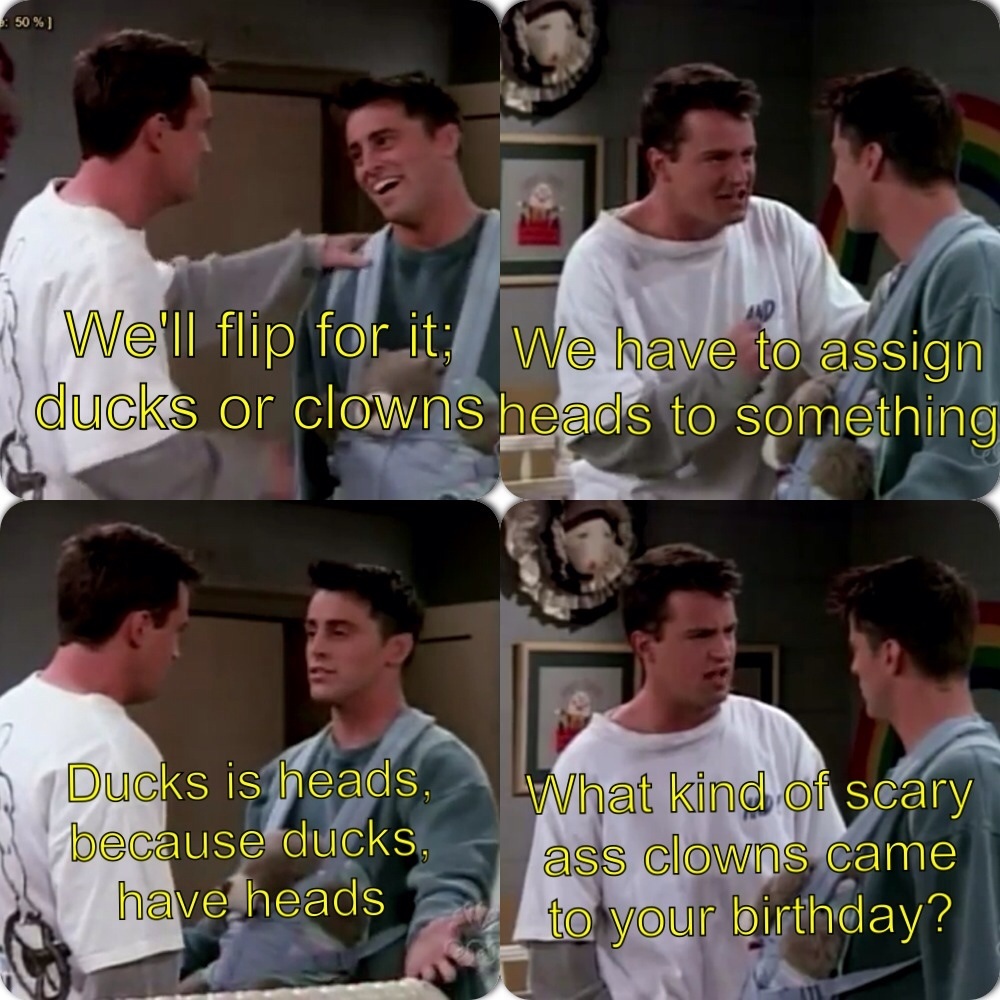 e: 50 % ]
We'll flip for it;
ducks or clowns
We have to assign
heads to something
AND
Ducks is heads,
because ducks,
have heads
What kind of scary
ass clowns came
to your birthday?